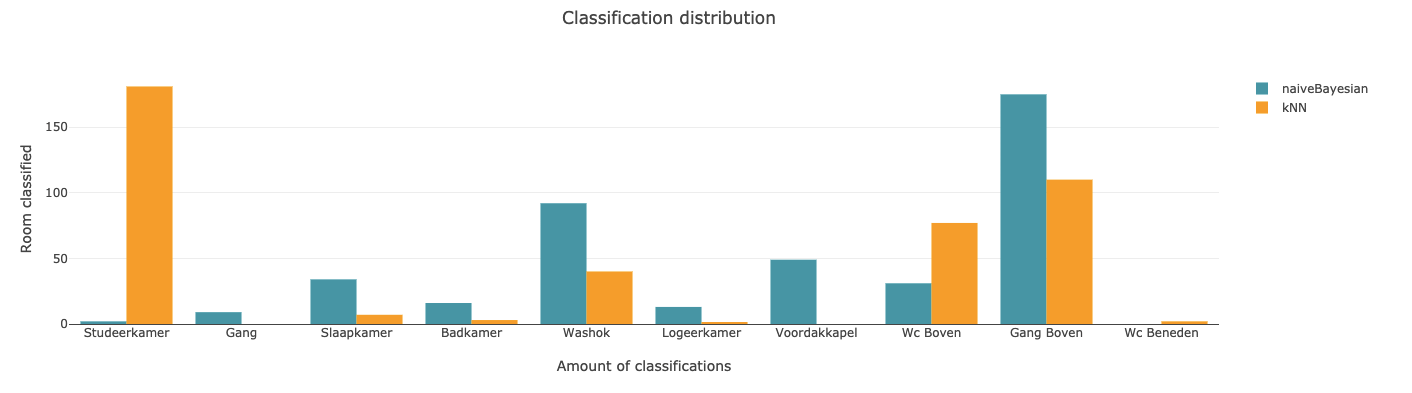 Classification distribution
naiveBayesian
kNN
Room classified
150
100
50
0
Studeerkamer Gang Slaapkamer Badkamer Washok Logeerkamer Voordakkapel Wc Boven Gang Boven Wc Beneden
Amount of classifications